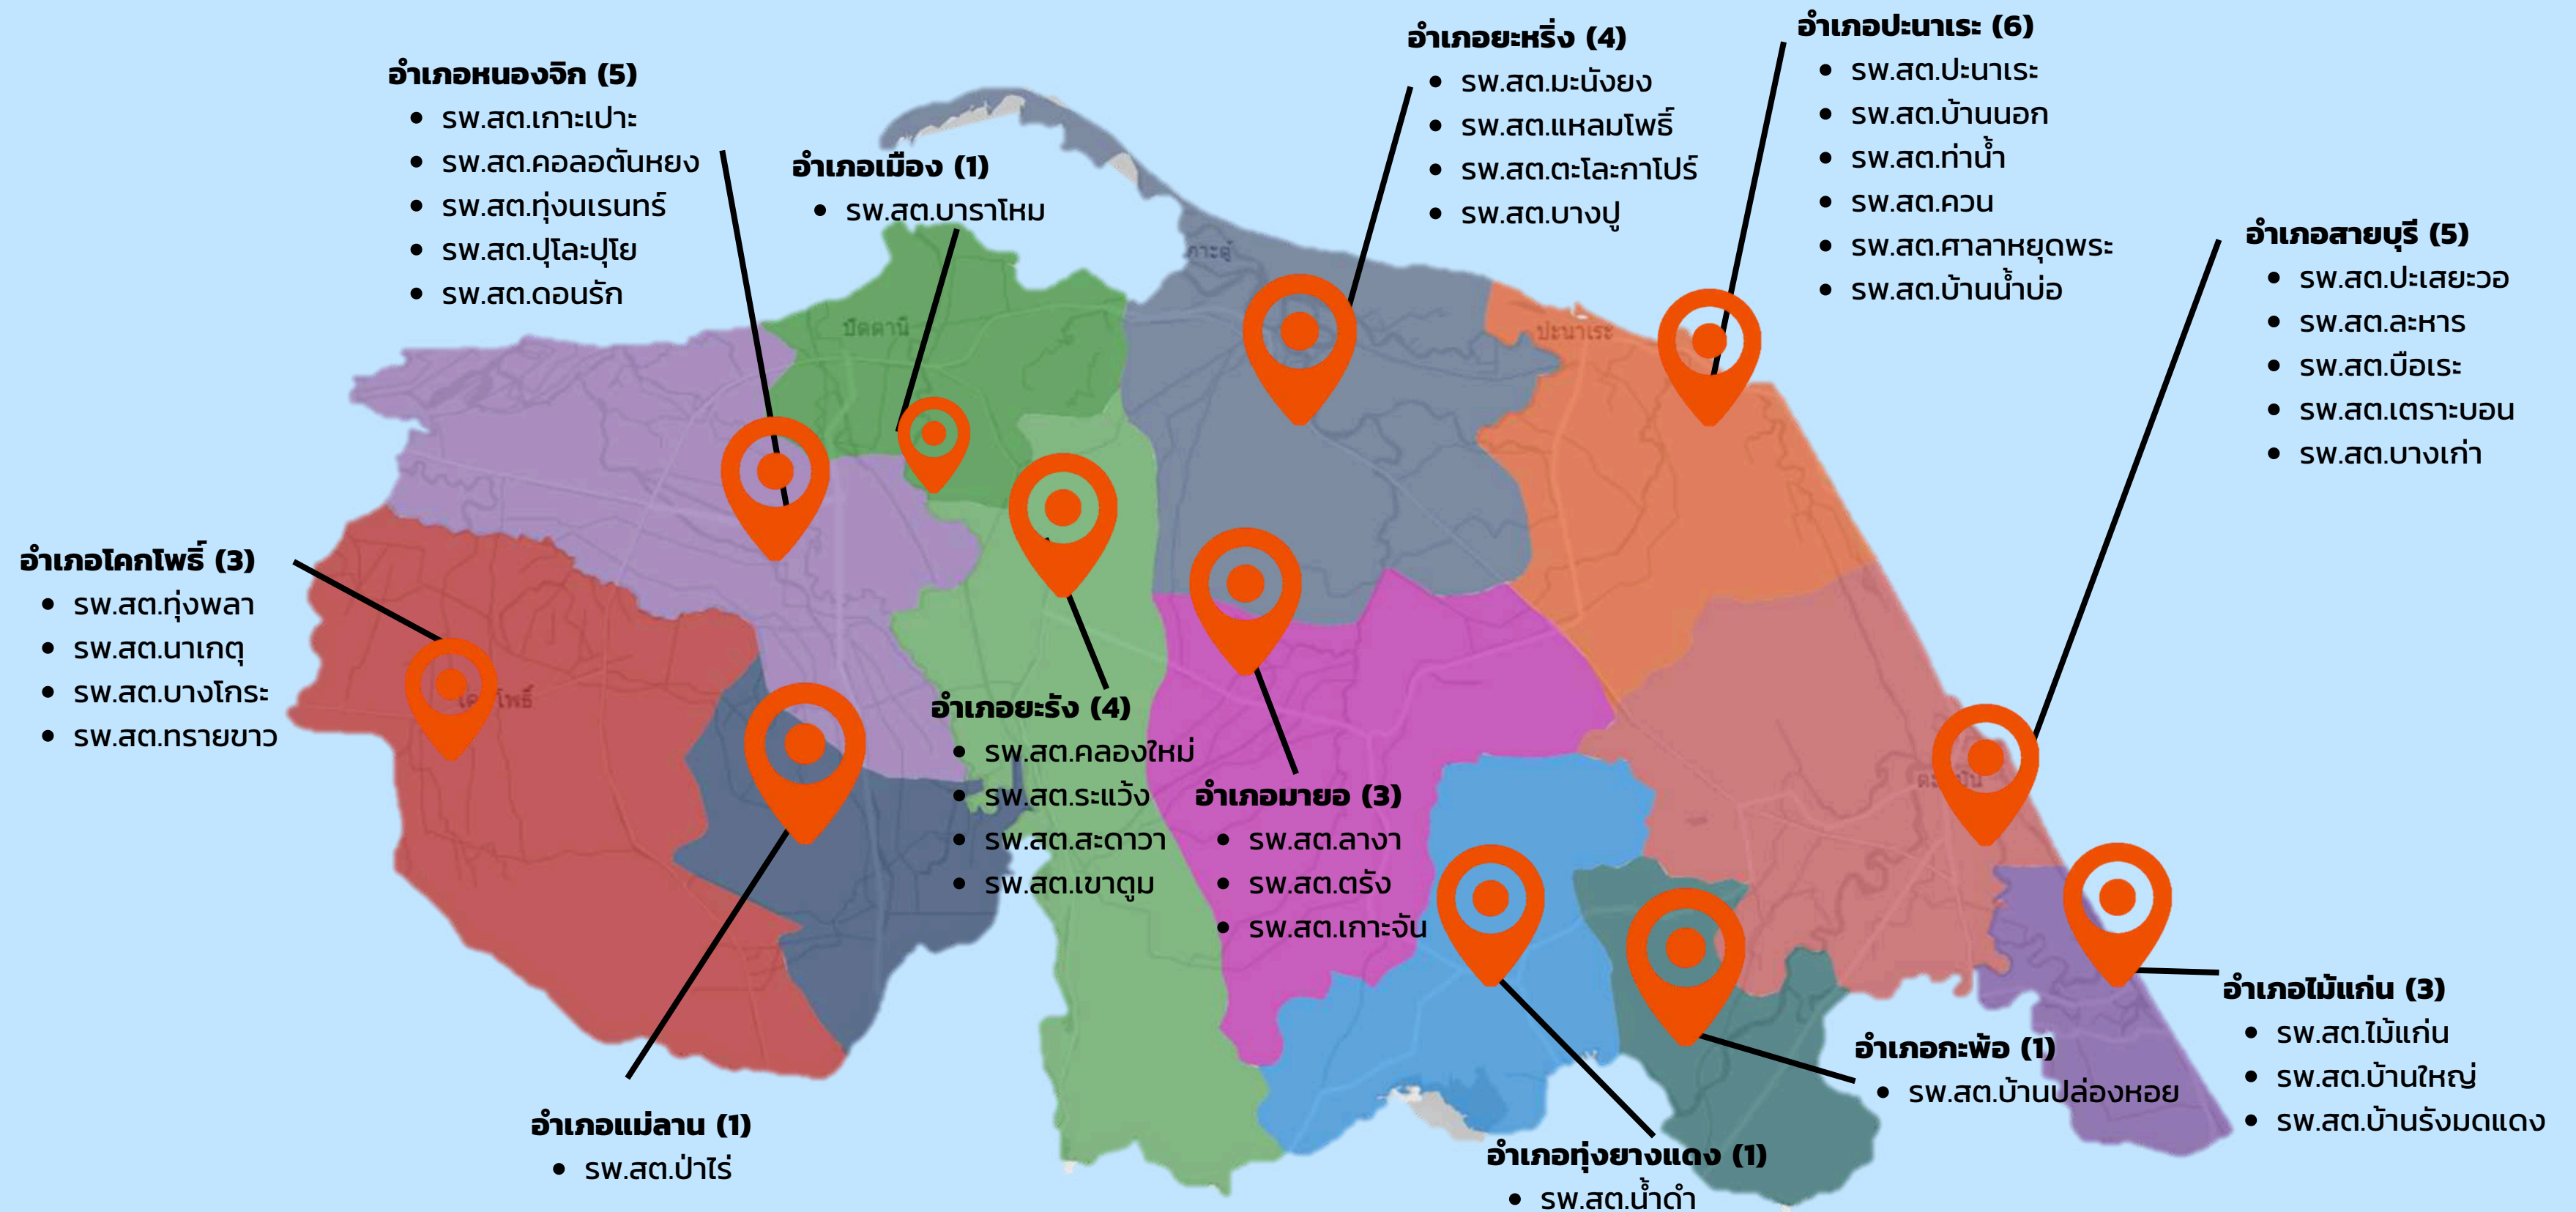 อำเภอหนองจิก (5)
รพ.สต.เกาะเปาะ
รพ.สต.คอลอตันหยง
รพ.สต.ทุ่งนเรนทร์
รพ.สต.ปุโละปุโย
รพ.สต.ดอนรัก
อำเภอเมือง (1)
รพ.สต.บาราโหม
อำเภอยะหริ่ง (4)
รพ.สต.มะนังยง
รพ.สต.แหลมโพธิ์
รพ.สต.ตะโละกาโปร์
รพ.สต.บางปู
อำเภอปะนาเระ (6)
รพ.สต.ปะนาเระ
รพ.สต.บ้านนอก
รพ.สต.ท่าน้ำ
รพ.สต.ควน
รพ.สต.ศาลาหยุดพระ
รพ.สต.บ้านน้ำบ่อ
อำเภอสายบุรี (5)
รพ.สต.ปะเสยะวอ
รพ.สต.ละหาร
รพ.สต.บือเระ
รพ.สต.เตราะบอน
รพ.สต.บางเก่า
ปัตตานี
ปะนาเระ
อำเภอโคกโพธิ์ (3)
รพ.สต.ทุ่งพลา
รพ.สต.นาเกตุ
รพ.สต.บางโกระ
รพ.สต.ทรายขาว
อำเภอยะรัง (4)
รพ.สต.คลองใหม่
รพ.สต.ระแว้ง
รพ.สต.สะดาวา
รพ.สต.เขาตูม
อำเภอมายอ (3)
รพ.สต.ลางา
รพ.สต.ตรัง
รพ.สต.เกาะจัน
อำเภอไม้แก่น (3)
รพ.สต.ไม้แก่น
รพ.สต.บ้านใหญ่
รพ.สต.บ้านรังมดแดง
อำเภอกะพ้อ (1)
รพ.สต.บ้านปล่องหอย
อำเภอแม่ลาน (1)
รพ.สต.ป่าไร่
อำเภอทุ่งยางแดง (1)
รพ.สต.น้ำดำ